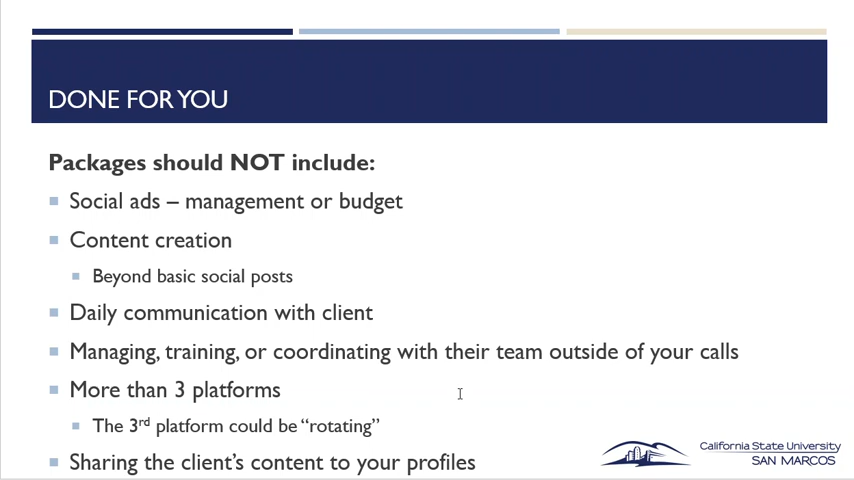 DONE FOR YOU
Packages should NOT include:
Social ads – management or budget
Content creation
Beyond basic social posts
Daily communication with client
Managing, training, or coordinating with their team outside of your calls
More than 3 platforms
The 3rd platform could be “rotating”
Sharing the client’s content to your profiles
California State University
SAN MARCOS